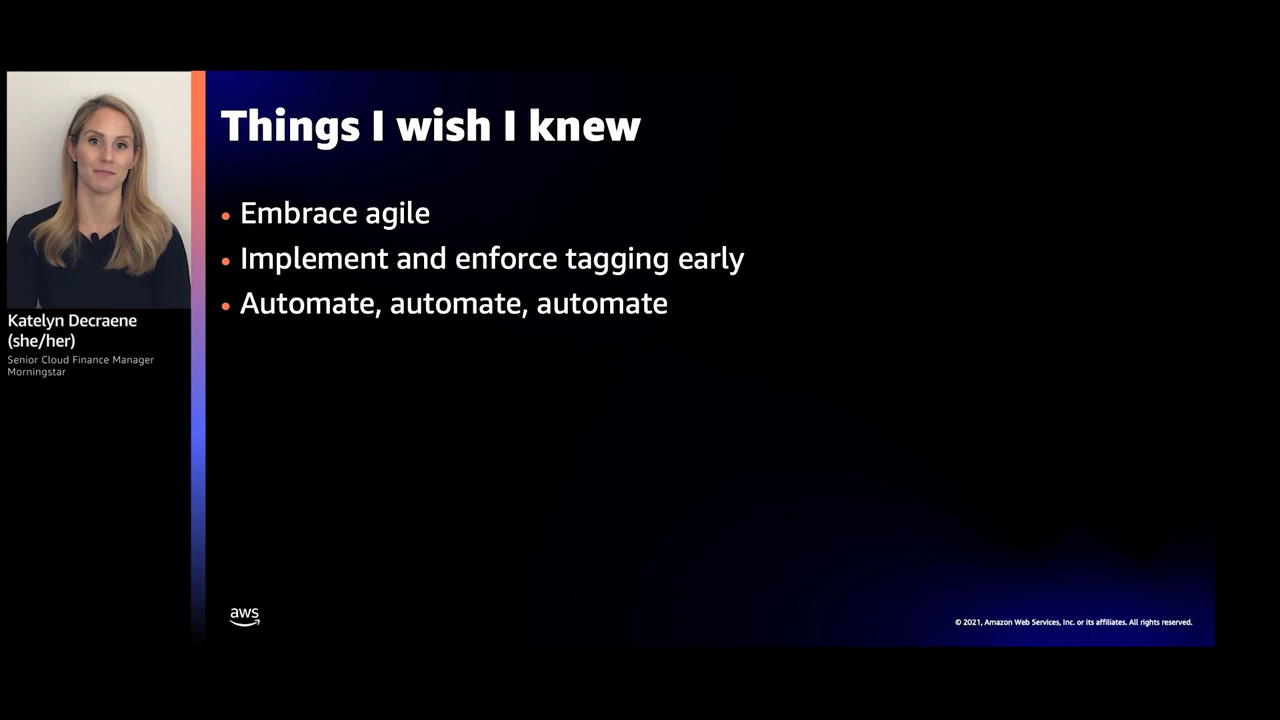 Things I wish I knew
• Embrace agile
• Implement and enforce tagging early
• Automate, automate, automate
Katelyn Decraene
(she/her)
Senior Cloud Finance Manager
Morningstar
aws
© 2021, Amazon Web Services, Inc. or its affiliates. All rights reserved.